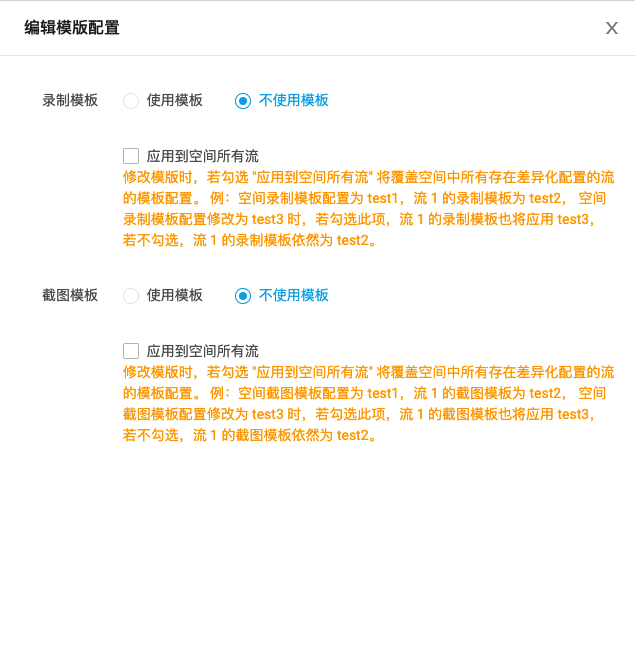 编辑模版配置
录制模板 使用模板 不使用模板
应用到空间所有流
修改模版时，若勾选 "应用到空间所有流" 将覆盖空间中所有存在差异化配置的流
的模板配置。 例：空间录制模板配置为 test1，流 1 的录制模板为 test2， 空间
录制模板配置修改为 test3 时，若勾选此项，流 1 的录制模板也将应用 test3，
若不勾选，流 1 的录制模板依然为 test2。
截图模板 使用模板 不使用模板
应用到空间所有流
修改模版时，若勾选 "应用到空间所有流" 将覆盖空间中所有存在差异化配置的流
的模板配置。 例：空间截图模板配置为 test1，流 1 的截图模板为 test2， 空间
截图模板配置修改为 test3 时，若勾选此项，流 1 的截图模板也将应用 test3，
若不勾选，流 1 的截图模板依然为 test2。